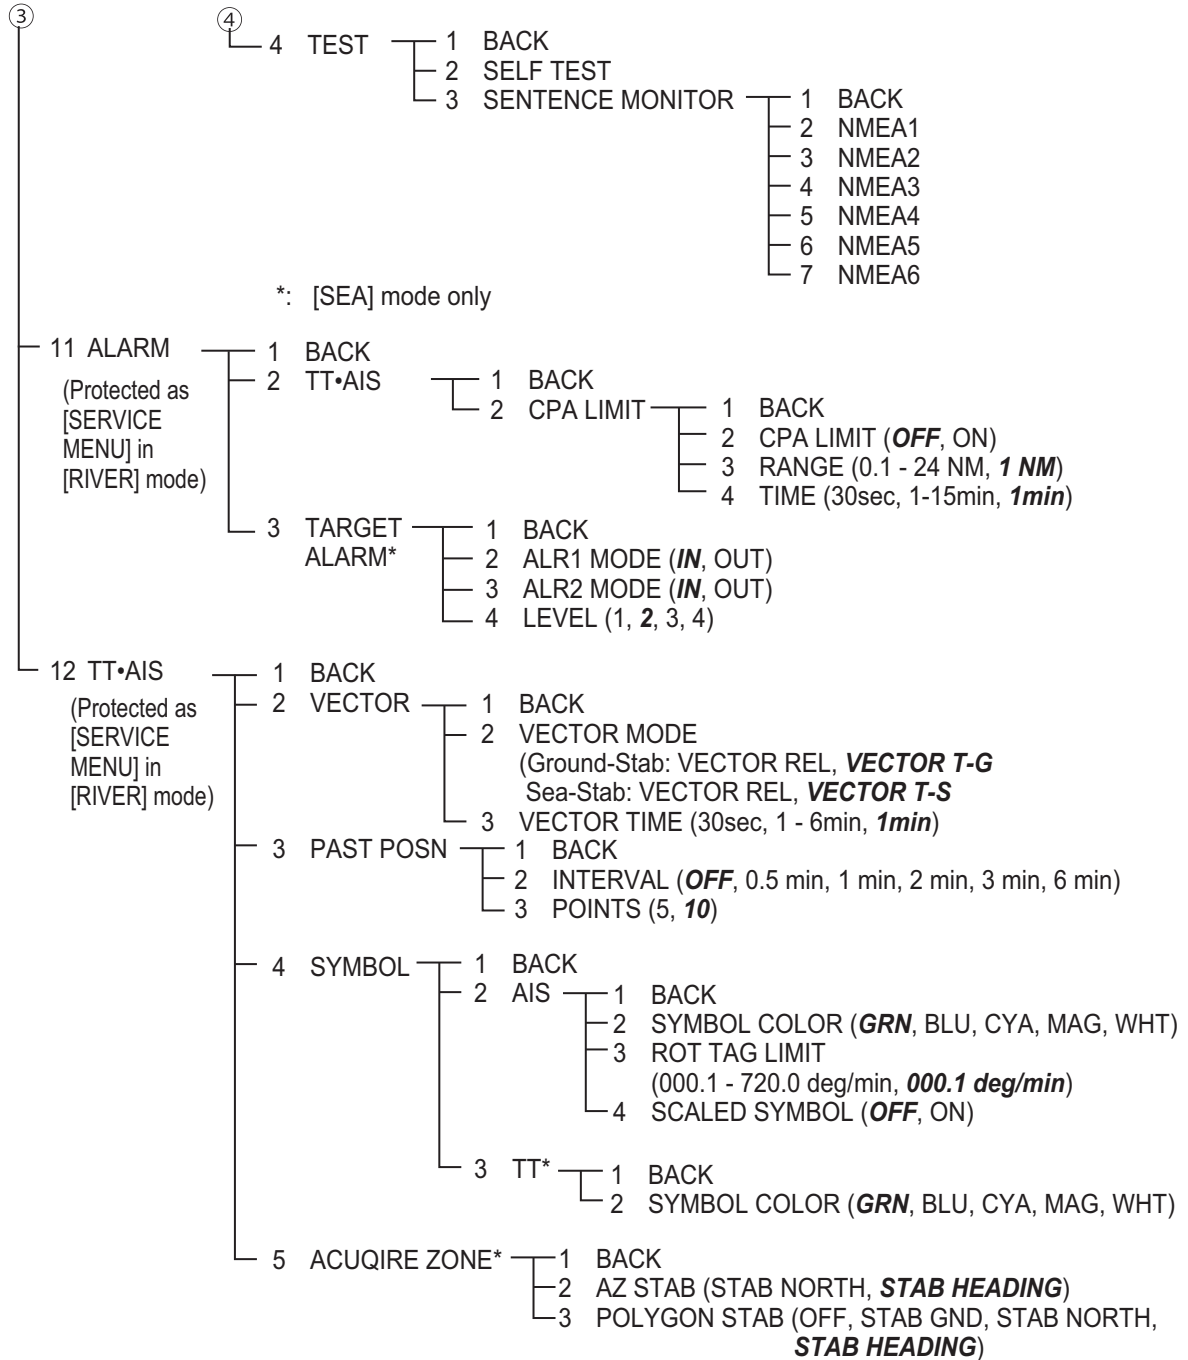 ③
④
4 TEST
1 BACK
2 SELF TEST
3 SENTENCE MONITOR
1 BACK
2 NMEA1
3 NMEA2
4 NMEA3
5 NMEA4
6 NMEA5
7 NMEA6
*: [SEA] mode only
11 ALARM
(Protected as
[SERVICE
MENU] in
[RIVER] mode)
1 BACK
2 TT•AIS
1 BACK
2 CPA LIMIT
1 BACK
2 CPA LIMIT (OFF, ON)
3 RANGE (0.1 - 24 NM, 1 NM)
4 TIME (30sec, 1-15min, 1min)
3 TARGET
ALARM*
1 BACK
2 ALR1 MODE (IN, OUT)
3 ALR2 MODE (IN, OUT)
4 LEVEL (1, 2, 3, 4)
12 TT•AIS
(Protected as
[SERVICE
MENU] in
[RIVER] mode)
1 BACK
2 VECTOR
1 BACK
2 VECTOR MODE
(Ground-Stab: VECTOR REL, VECTOR T-G
Sea-Stab: VECTOR REL, VECTOR T-S
3 VECTOR TIME (30sec, 1 - 6min, 1min)
3 PAST POSN
1 BACK
2 INTERVAL (OFF, 0.5 min, 1 min, 2 min, 3 min, 6 min)
3 POINTS (5, 10)
4 SYMBOL
1 BACK
2 AIS
1 BACK
2 SYMBOL COLOR (GRN, BLU, CYA, MAG, WHT)
3 ROT TAG LIMIT
(000.1 - 720.0 deg/min, 000.1 deg/min)
4 SCALED SYMBOL (OFF, ON)
3 TT*
1 BACK
2 SYMBOL COLOR (GRN, BLU, CYA, MAG, WHT)
5 ACUQIRE ZONE*
1 BACK
2 AZ STAB (STAB NORTH, STAB HEADING)
3 POLYGON STAB (OFF, STAB GND, STAB NORTH,
STAB HEADING)